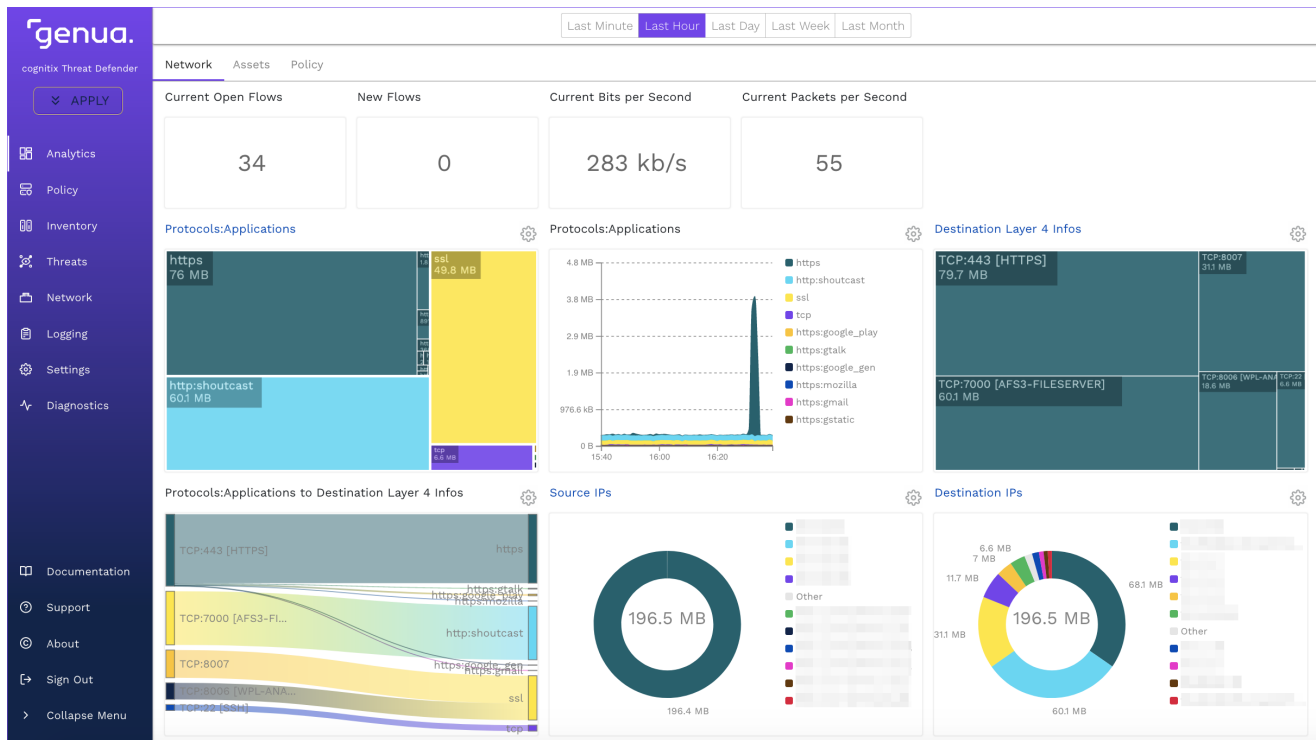 genua.
cognitix Threat Defender
APPLY
Analytics
Policy
Inventory
Threats
Network
Logging
Settings
Diagnostics
Documentation
Support
About
Sign Out
Collapse Menu
Last Minute Last Hour Last Day Last Week Last Month
Network Assets Policy
Current Open Flows New Flows Current Bits per Second Current Packets per Second
34 0 283 kb/s 55
Protocols:Applications
https
76 MB
ssl
49.8 MB
http:shoutcast
60.1 MB
tcp
6.6 MB
Protocols:Applications
4.8 MB
3.8 MB
2.9 MB
1.9 MB
976.6 kB
0 B
15:40 16:00 16:20
https
http:shoutcast
ssl
tcp
https:google_play
https:gtalk
https:google_gen
https:mozilla
https:gmail
https:gstatic
Destination Layer 4 Infos
TCP:443 [HTTPS]
79.7 MB
TCP:8007
31.1 MB
TCP:7000 [AFS3-FILESERVER]
60.1 MB
TCP:8006 [WPL-ANA
18.6 MB
TCP:22
6.6 MB
Protocols:Applications to Destination Layer 4 Infos
TCP:443 [HTTPS]
TCP:7000 [AFS3-FI...
TCP:8007
TCP:8006 [WPL-ANA...
TCP:22 [SSH]
https
https:gtalk
https:google_play
https:mozilla
http:shoutcast
https:google_gen
https:gmail
ssl
tcp
Source IPs
196.5 MB
196.4 MB
Other
Destination IPs
6.6 MB
7 MB
11.7 MB
31.1 MB
196.5 MB
68.1 MB
60.1 MB
Other